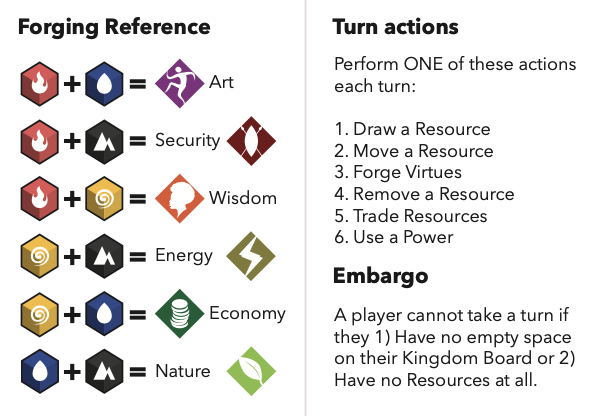 Forging Reference
+ = Art
+ = Security
+ = Wisdom
+ = Energy
+ = Economy
+ = Nature
Turn actions
Perform ONE of these actions
each turn:
1. Draw a Resource
2. Move a Resource
3. Forge Virtues
4. Remove a Resource
5. Trade Resources
6. Use a Power
Embargo
A player cannot take a turn if
they 1) Have no empty space
on their Kingdom Board or 2)
Have no Resources at all.